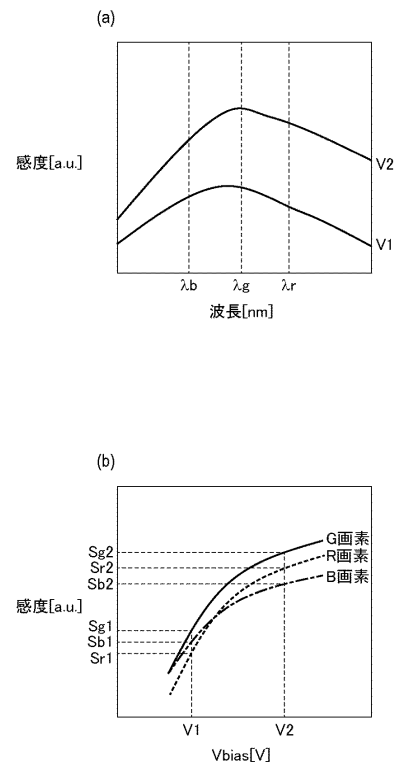 (a)
感度[a.u.]
V2
V1
λb
λg
λr
波長[nm]
(b)
G画素
R画素
B画素
Sg2
Sr2
Sb2
感度[a.u.]
Sg1
Sb1
Sr1
V1
V2
Vbias[V]